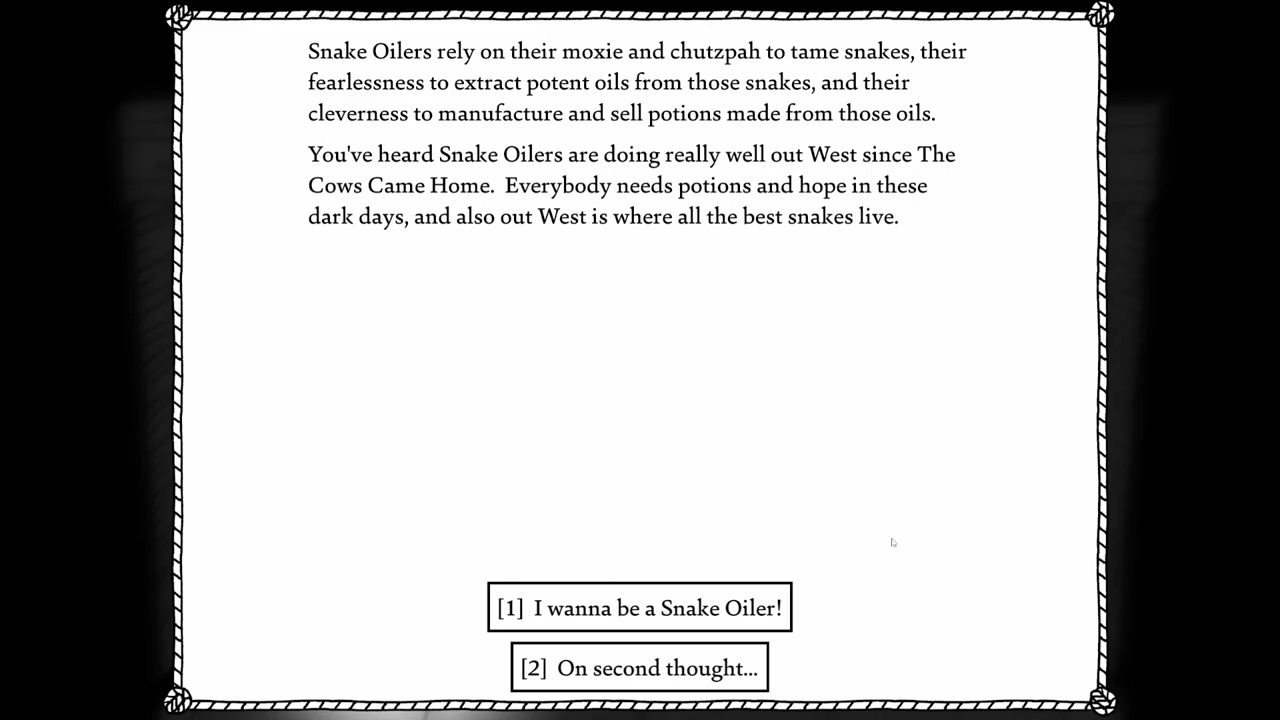 Snake Oilers rely on their moxie and chutzpah to tame snakes, their
fearlessness to extract potent oils from those snakes, and their
cleverness to manufacture and sell potions made from those oils.
You've heard Snake Oilers are doing really well out West since The
Cows Came Home.  Everybody needs potions and hope in these
dark days, and also out West is where all the best snakes live.
[1]  I wanna be a Snake Oiler!
[2]  On second thought...